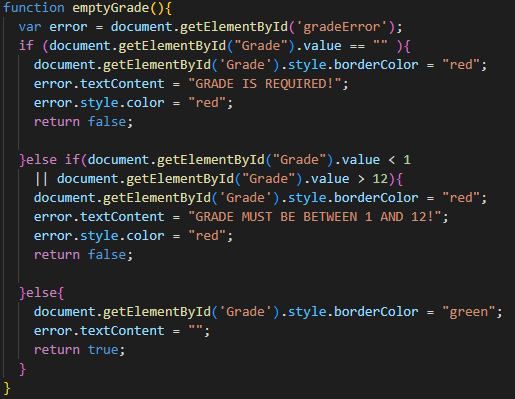 function emptyGrade(){
  var error = document.getElementById('gradeError');
  if (document.getElementById("Grade").value == "" ){
    document.getElementById('Grade').style.borderColor = "red";
    error.textContent = "GRADE IS REQUIRED!";
    error.style.color = "red";
    return false;

  }else if(document.getElementById("Grade").value < 1
    || document.getElementById("Grade").value > 12){
    document.getElementById('Grade').style.borderColor = "red";
    error.textContent = "GRADE MUST BE BETWEEN 1 AND 12!";
    error.style.color = "red";
    return false;

  }else{
    document.getElementById('Grade').style.borderColor = "green";
    error.textContent = "";
    return true;
  }
}